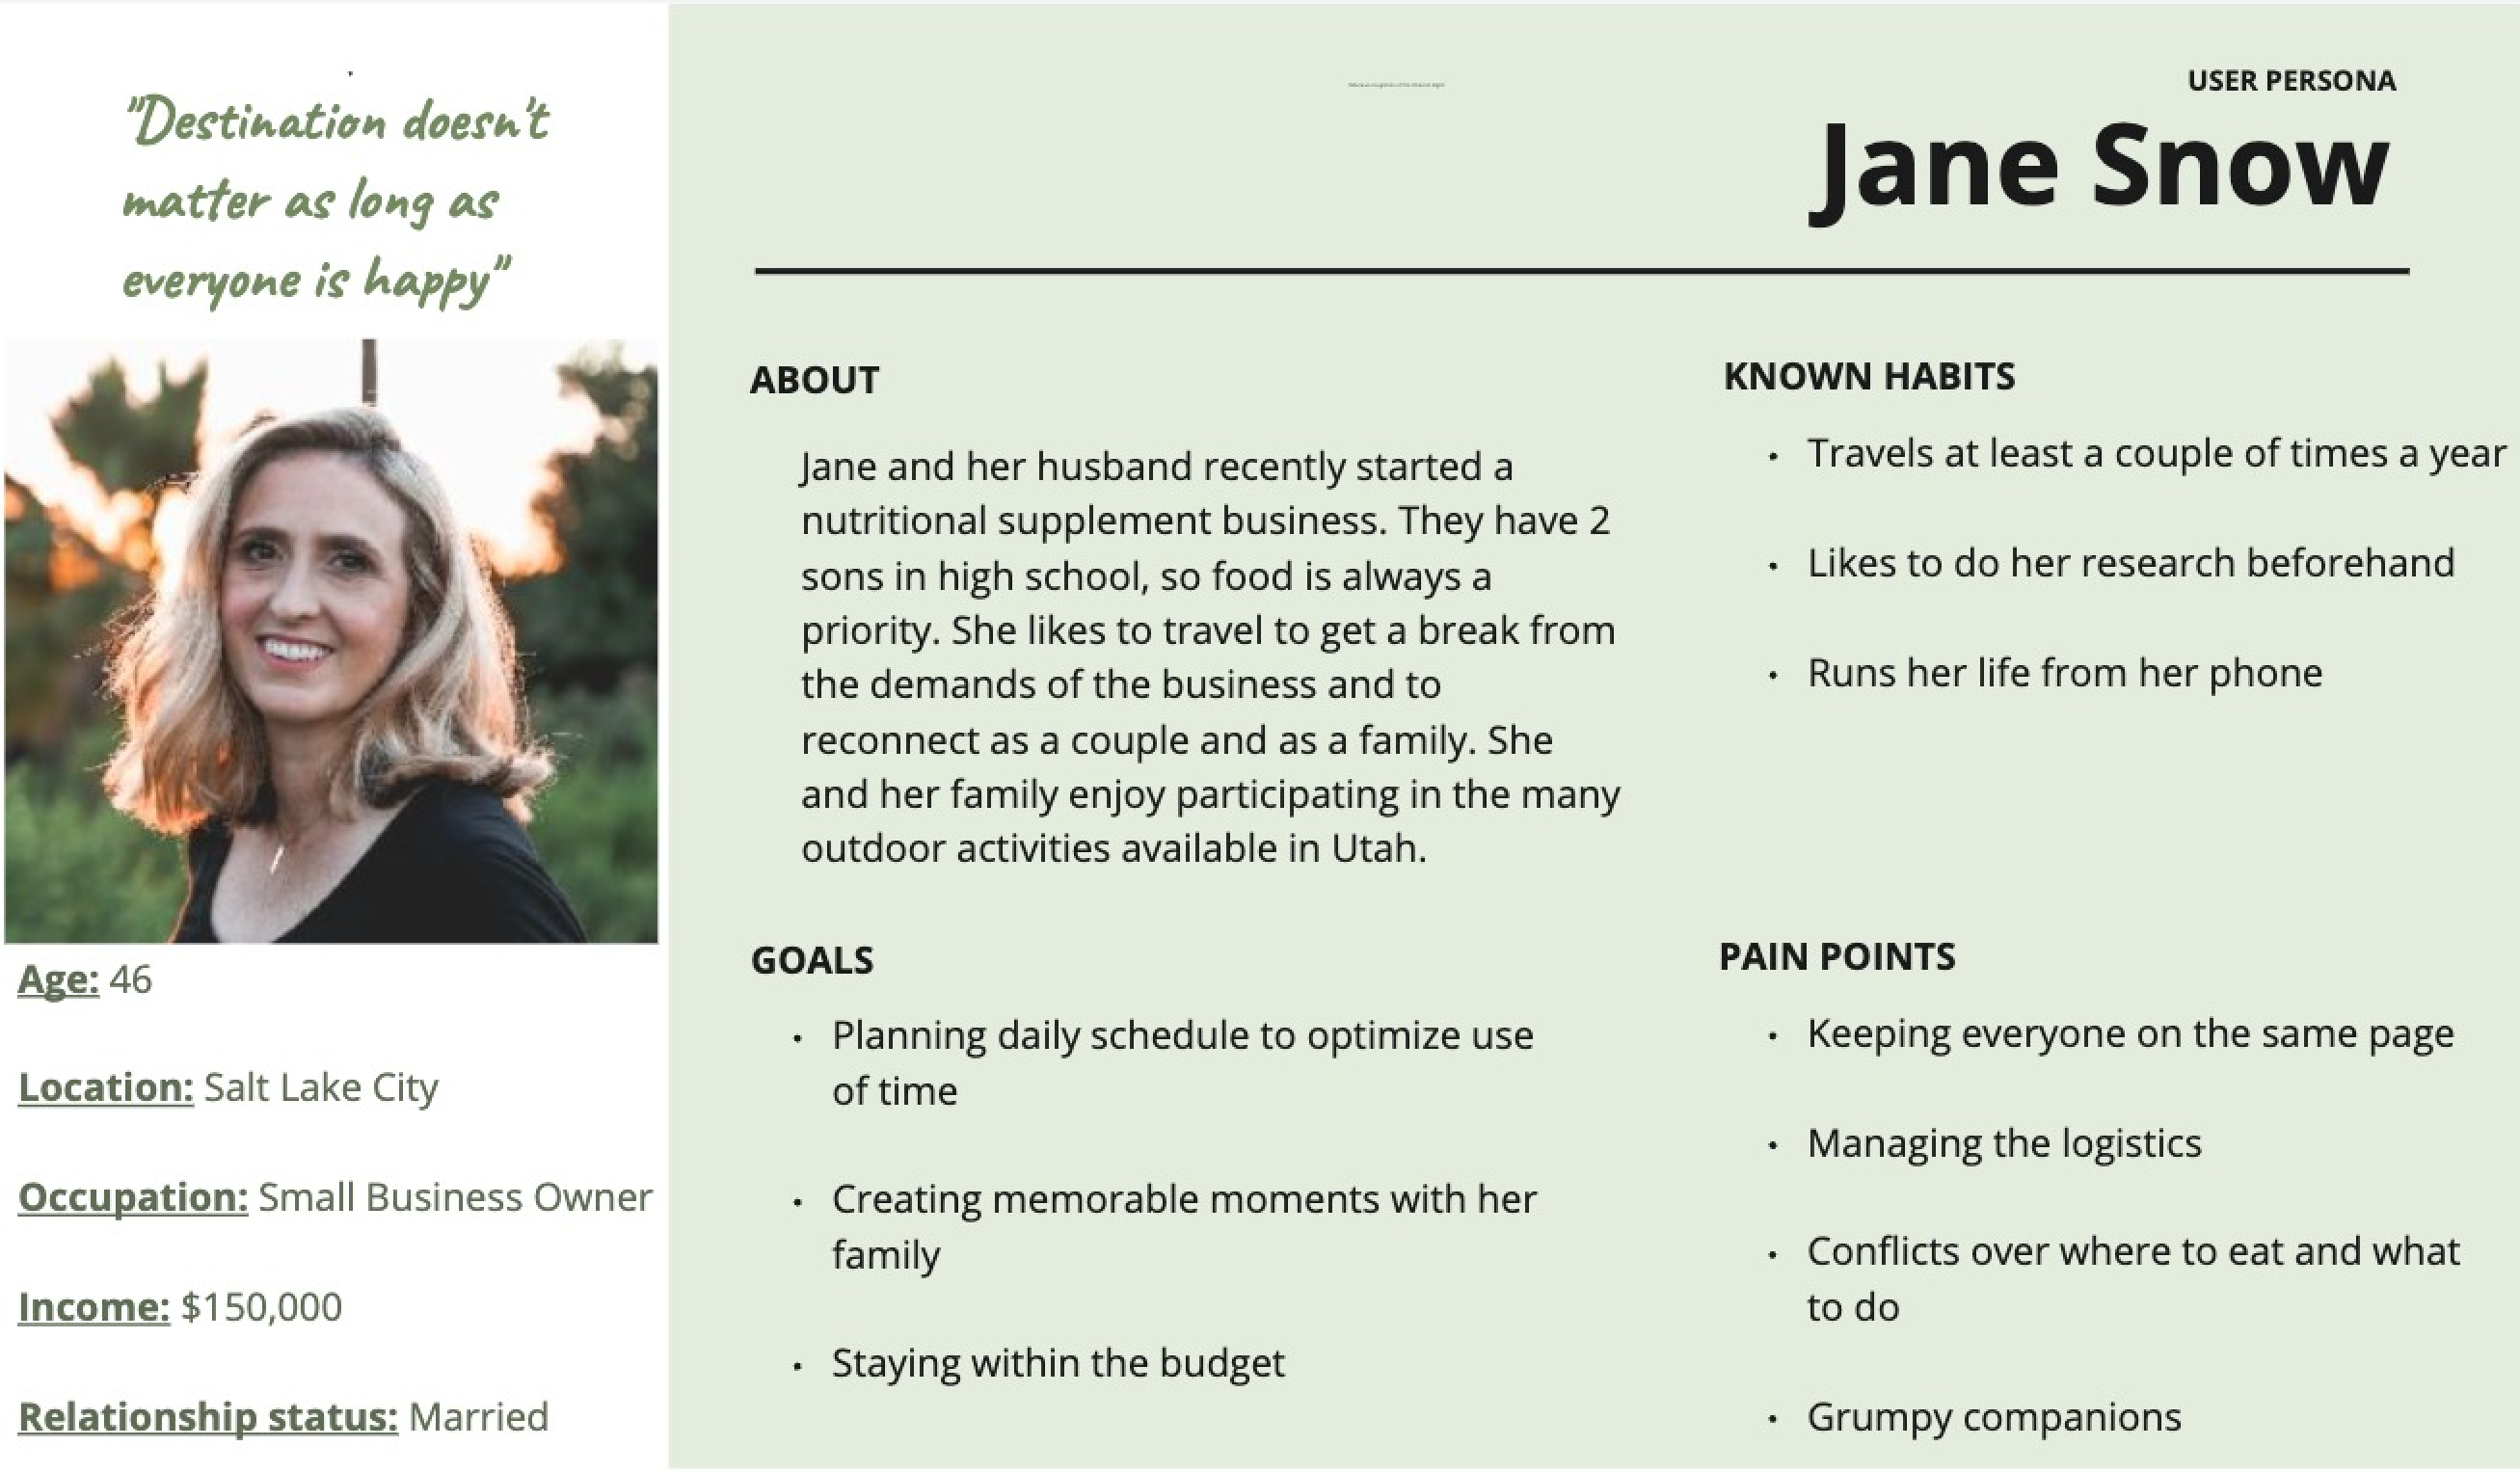 "Destination doesn't
matter as long as
everyone is happy"
Age: 46
Location: Salt Lake City
Occupation: Small Business Owner
Income: $150,000
Relationship status: Married
USER PERSONA
Jane Snow
ABOUT
Jane and her husband recently started a
nutritional supplement business. They have 2
sons in high school, so food is always a
priority. She likes to travel to get a break from
the demands of the business and to
reconnect as a couple and as a family. She
and her family enjoy participating in the many
outdoor activities available in Utah.
KNOWN HABITS
• Travels at least a couple of times a year
• Likes to do her research beforehand
• Runs her life from her phone
GOALS
• Planning daily schedule to optimize use
of time
• Creating memorable moments with her
family
• Staying within the budget
PAIN POINTS
• Keeping everyone on the same page
• Managing the logistics
• Conflicts over where to eat and what
to do
• Grumpy companions